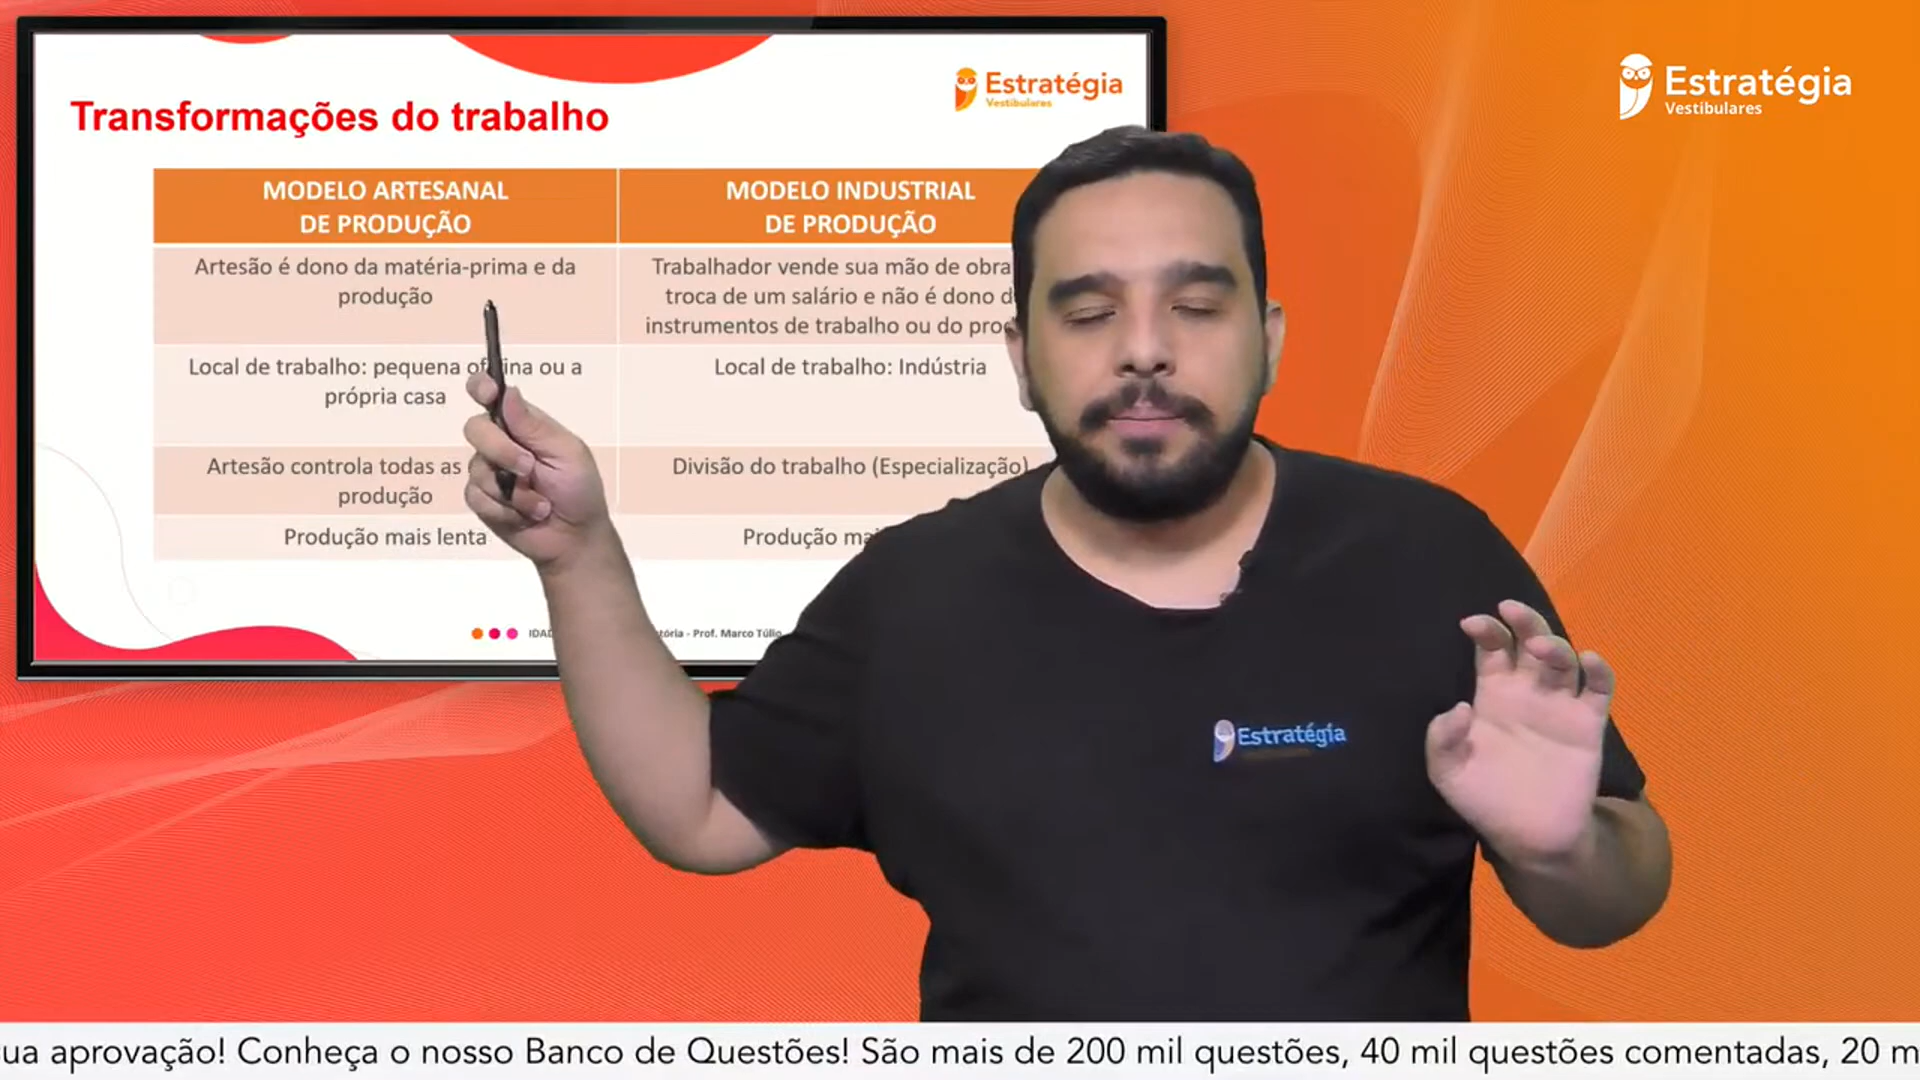 Estratégia
Vestibulares
Estratégia
Vestibulares
Transformações do trabalho
MODELO ARTESANAL
DE PRODUÇÃO
MODELO INDUSTRIAL
DE PRODUÇÃO
Artesão é dono da matéria-prima e da
produção
Trabalhador vende sua mão de obra
troca de um salário e não é dono
instrumentos de trabalho ou do
Local de trabalho: pequena ou a
própria casa
Local de trabalho: Indústria
Artesão controla todas as
produção
Divisão do trabalho (Especialização)
Produção mais lenta
Produção
- Prof. Marco Túlio
Estratégia
aprovação! Conheça o nosso Banco de Questões! São mais de 200 mil questões, 40 mil questões comentadas, 20